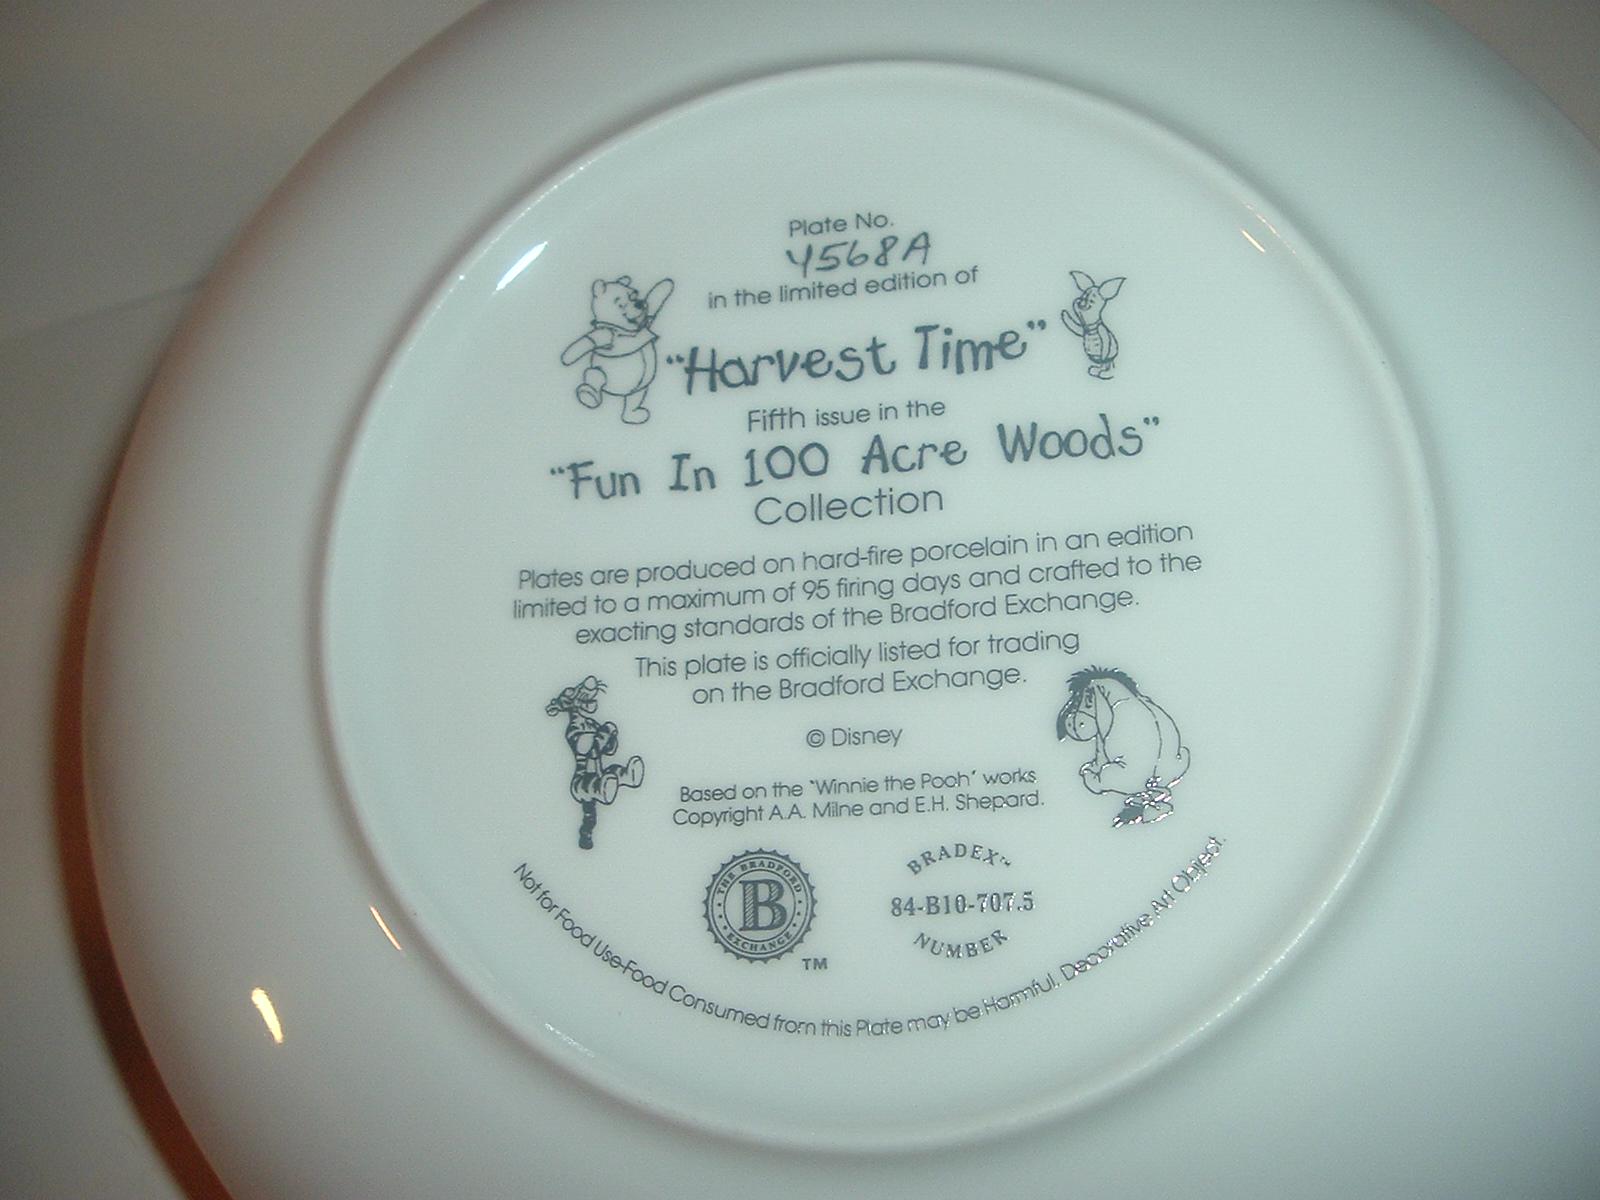 Plate No.
4568A
in the limited edition of
"Harvest Time"
Fifth issue in the
"Fun In 100 Acre Woods"
Collection
Plates are produced on hard-fire porcelain in an edition
limited to a maximum of 95 firing days and crafted to the
exacting standards of the Bradford Exchange.
This plate is officially listed for trading
on the Bradford Exchange.
© Disney
Based on the "Winnie the Pooh" works
Copyright A.A. Milne and E.H. Shepard.
THE BRADFORD
B
EXCHANGE
TM
BRADEX™
84-B10-707.5
NUMBER
Not for Food Use-Food Consumed from this Plate may be Harmful. Decorative Art Object.